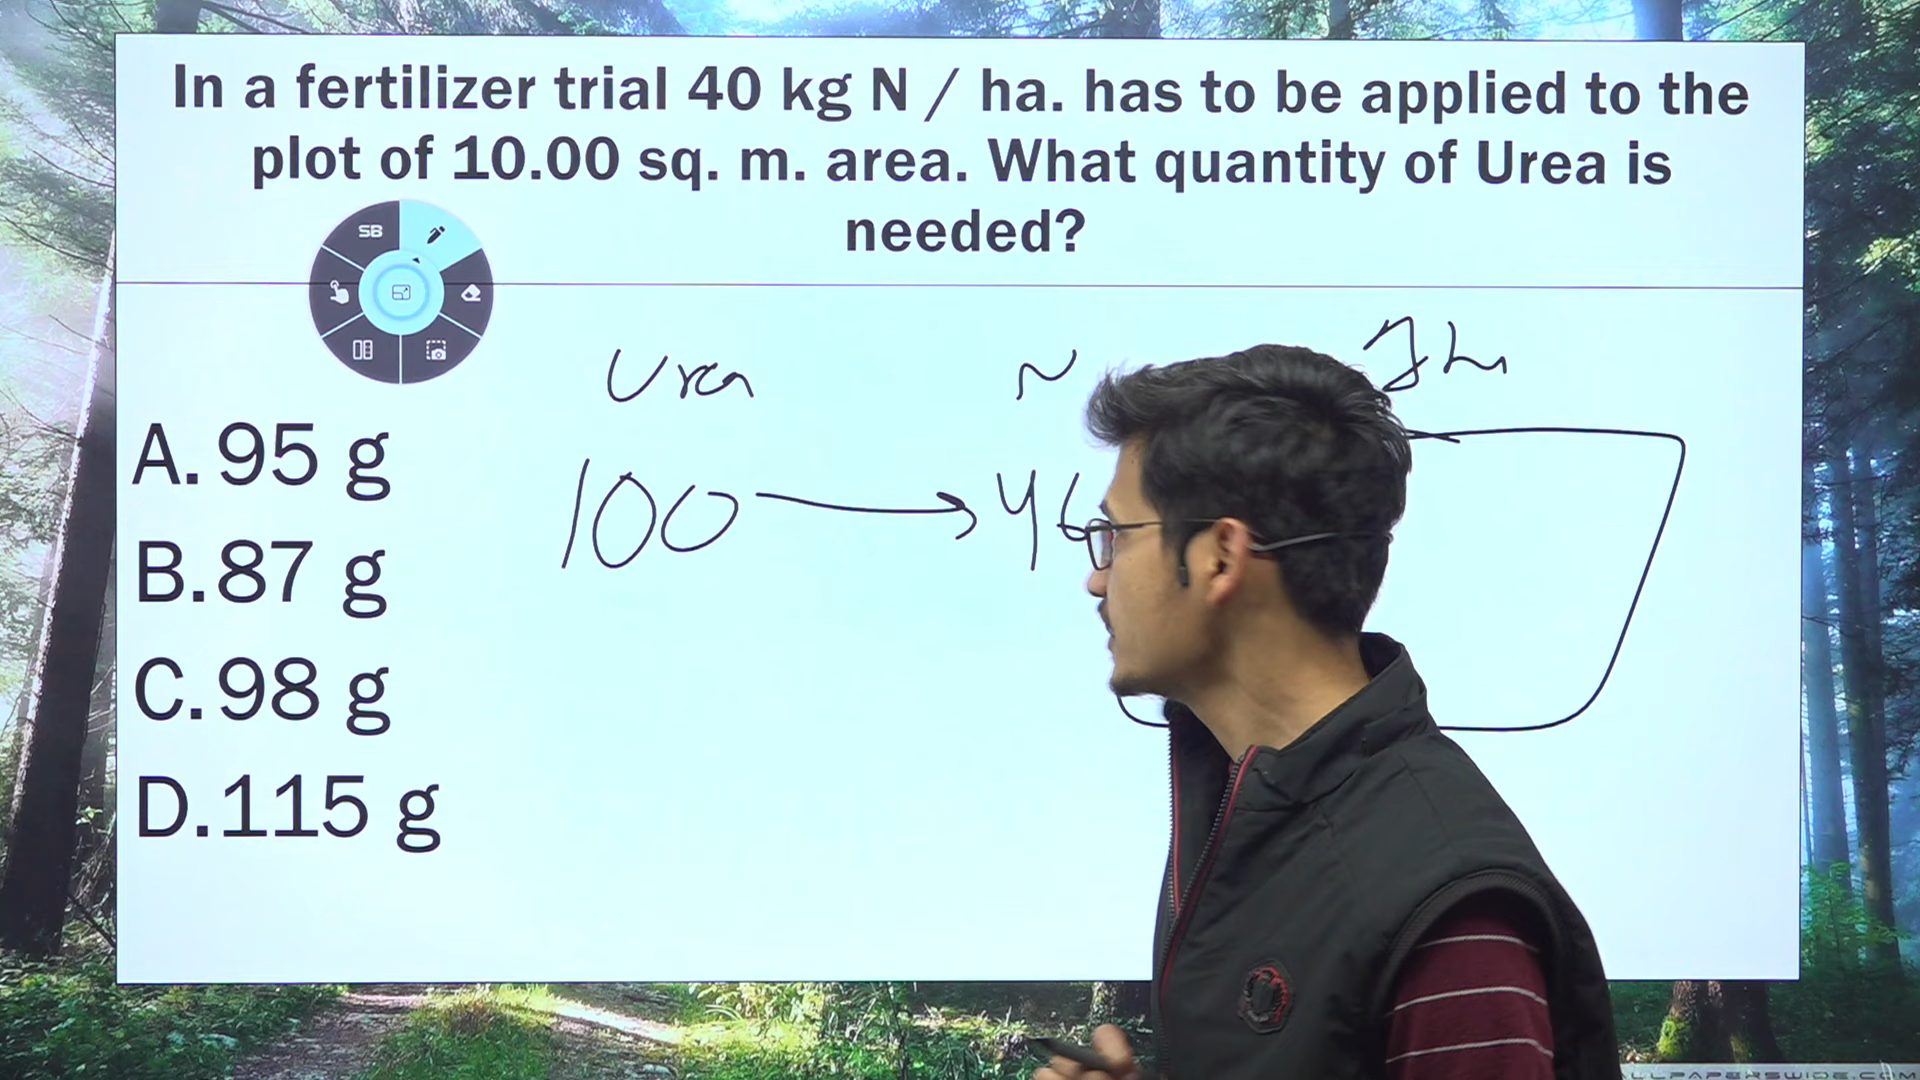 In a fertilizer trial 40 kg N / ha. has to be applied to the
plot of 10.00 sq. m. area. What quantity of Urea is
needed?
SB
Urea N
100 → 46
A. 95 g
B. 87 g
C. 98 g
D. 115 g